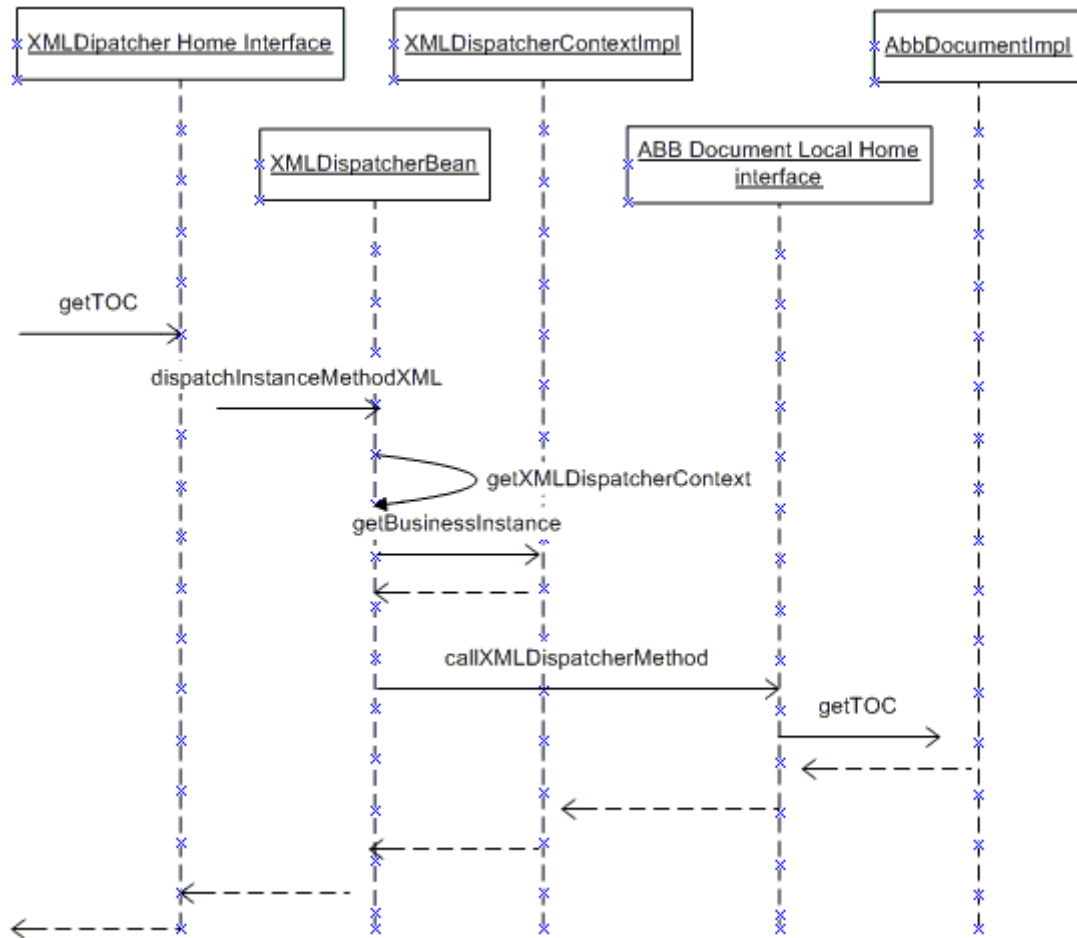 XMLDipatcher Home Interface
XMLDispatcherContextImpl
AbbDocumentImpl
XMLDispatcherBean
ABB Document Local Home
interface
getTOC
dispatchInstanceMethodXML
getXMLDispatcherContext
getBusinessInstance
callXMLDispatcherMethod
getTOC